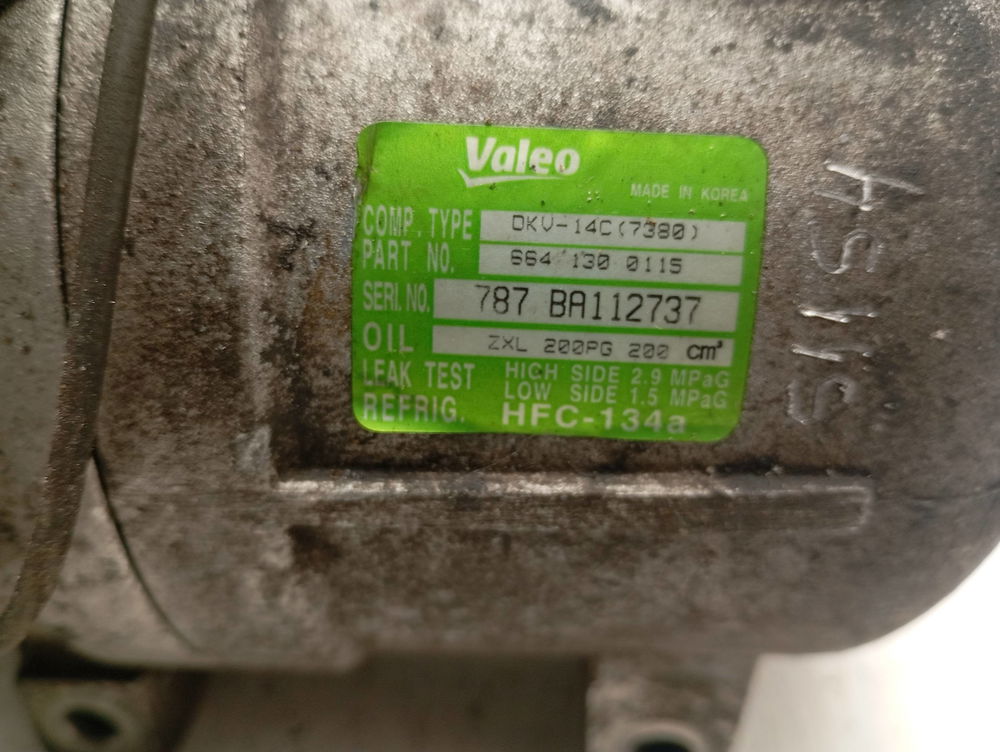 Valeo
MADE IN KOREA
COMP. TYPE DKV-14C(7380)
PART NO. 664 130 0115
SERI. NO. 787 BA112737
OIL ZXL 200PG 200 cm³
LEAK TEST HIGH SIDE 2.9 MPaG
LOW SIDE 1.5 MPaG
REFRIG. HFC-134a